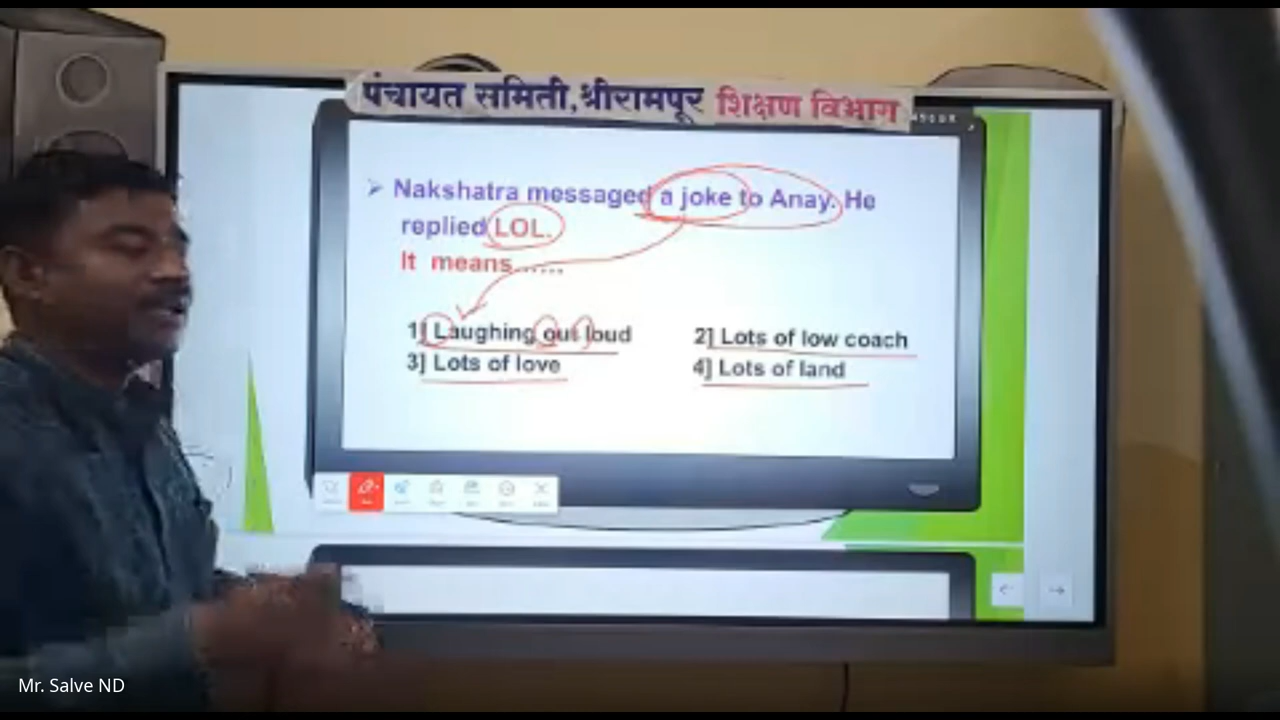 पंचायत समिती,श्रीरामपूर शिक्षण विभाग
➢ Nakshatra messaged a joke to Anay. He
replied LOL.
It means......
1] Laughing out loud
2] Lots of low coach
3] Lots of love
4] Lots of land
Mr. Salve ND